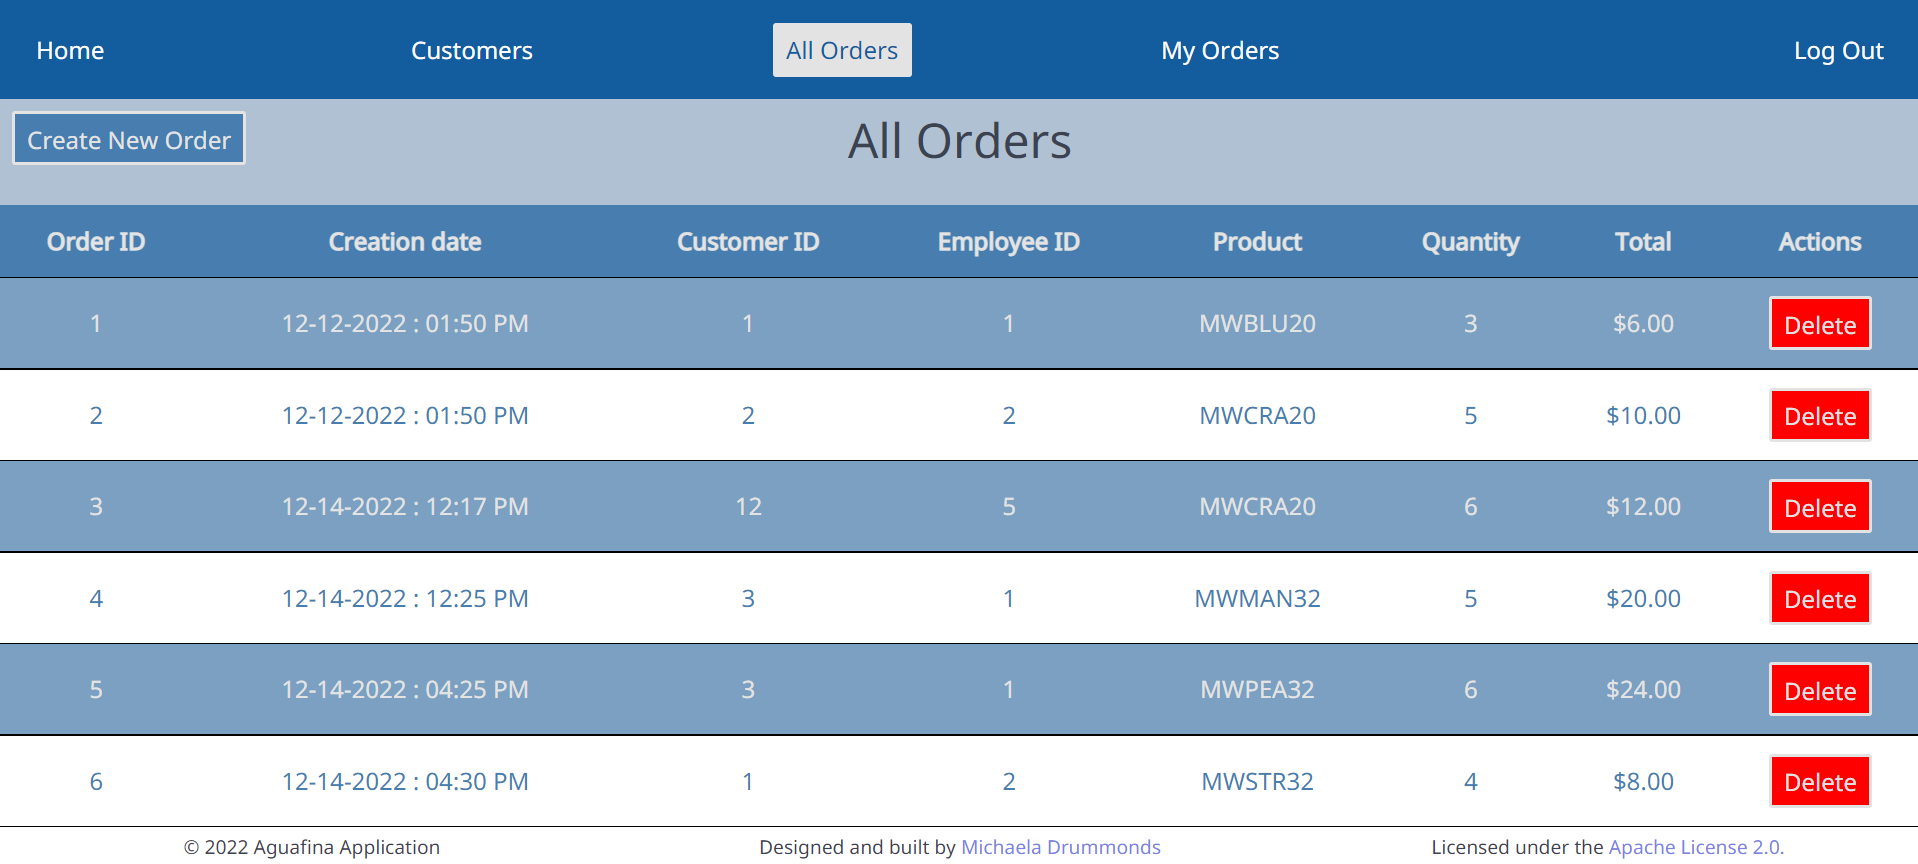 Home Customers All Orders My Orders Log Out
Create New Order All Orders
Order ID Creation date Customer ID Employee ID Product Quantity Total Actions
1 12-12-2022 : 01:50 PM 1 1 MWBLU20 3 $6.00 Delete
2 12-12-2022 : 01:50 PM 2 2 MWCRA20 5 $10.00 Delete
3 12-14-2022 : 12:17 PM 12 5 MWCRA20 6 $12.00 Delete
4 12-14-2022 : 12:25 PM 3 1 MWMAN32 5 $20.00 Delete
5 12-14-2022 : 04:25 PM 3 1 MWPEA32 6 $24.00 Delete
6 12-14-2022 : 04:30 PM 1 2 MWSTR32 4 $8.00 Delete
© 2022 Aguafina Application Designed and built by Michaela Drummonds Licensed under the Apache License 2.0.